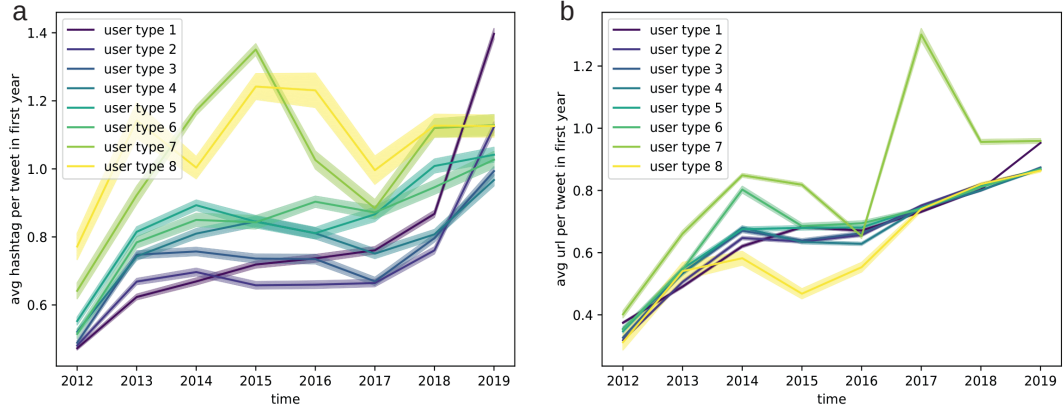 a
avg hashtag per tweet in first year
1.4
1.2
1.0
0.8
0.6
user type 1
user type 2
user type 3
user type 4
user type 5
user type 6
user type 7
user type 8
2012 2013 2014 2015 2016 2017 2018 2019
time
b
avg url per tweet in first year
1.2
1.0
0.8
0.6
0.4
user type 1
user type 2
user type 3
user type 4
user type 5
user type 6
user type 7
user type 8
2012 2013 2014 2015 2016 2017 2018 2019
time